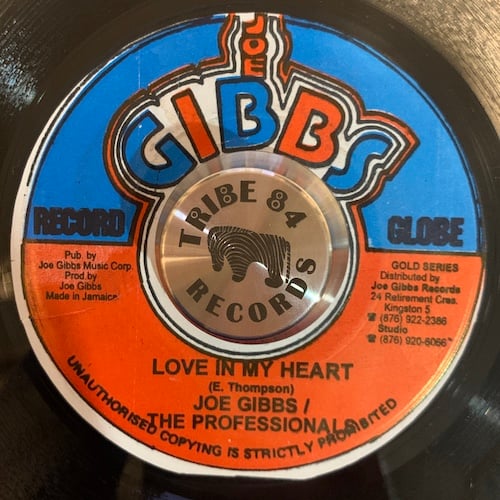 JOE
GIBBS
RECORD
GLOBE
TRIBE 84
RECORDS
Pub. by
Joe Gibbs Music Corp.
Prod.by
Joe Gibbs
Made in Jamaica
GOLD SERIES
Distributed by
Joe Gibbs Records
24 Retirement Cres.
Kingston 5
☎ (876) 922-2386
Studio
☎ (876) 920-6066
LOVE IN MY HEART
(E. Thompson)
JOE GIBBS /
THE PROFESSIONALS
UNAUTHORISED COPYING IS STRICTLY PROHIBITED